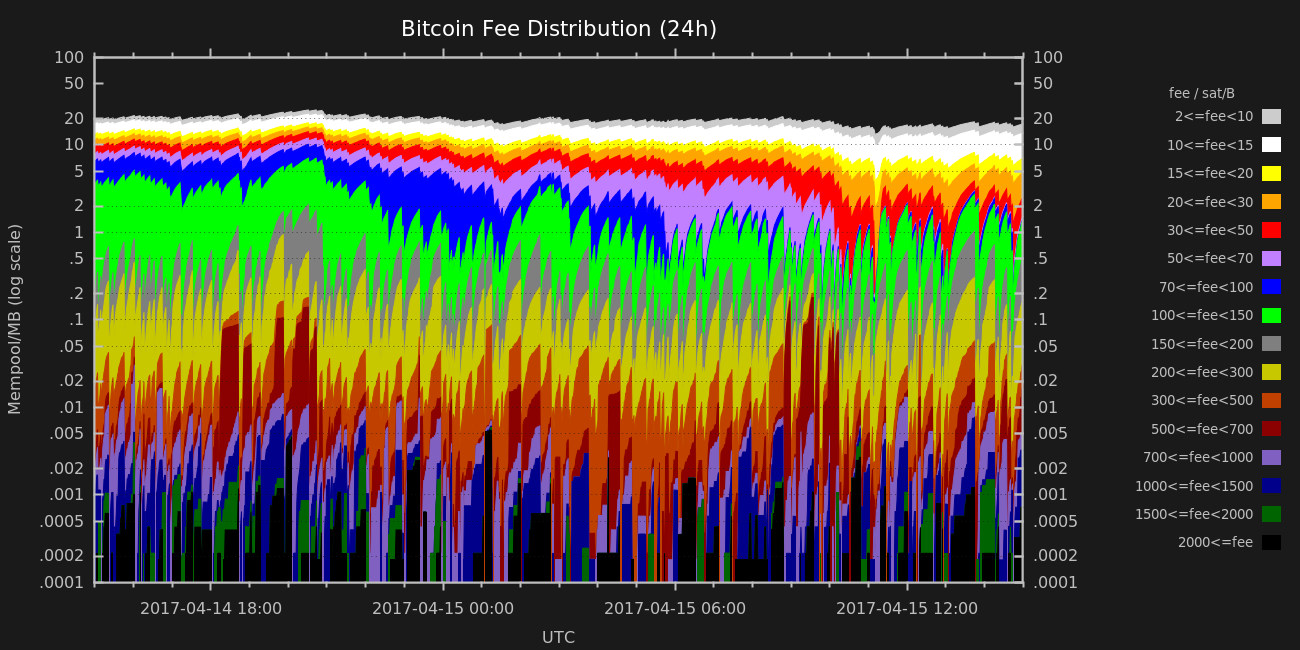 Bitcoin Fee Distribution (24h)
100 100
50 50
20 20
10 10
5 5
2 2
1 1
.5 .5
.2 .2
.1 .1
.05 .05
.02 .02
.01 .01
.005 .005
.002 .002
.001 .001
.0005 .0005
.0002 .0002
.0001 .0001
Mempool/MB (log scale)
2017-04-14 18:00 2017-04-15 00:00 2017-04-15 06:00 2017-04-15 12:00
UTC
fee / sat/B
2<=fee<10
10<=fee<15
15<=fee<20
20<=fee<30
30<=fee<50
50<=fee<70
70<=fee<100
100<=fee<150
150<=fee<200
200<=fee<300
300<=fee<500
500<=fee<700
700<=fee<1000
1000<=fee<1500
1500<=fee<2000
2000<=fee